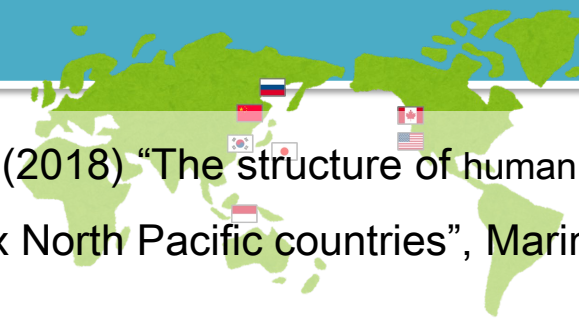 (2018) “The structure of human
x North Pacific countries”, Marin